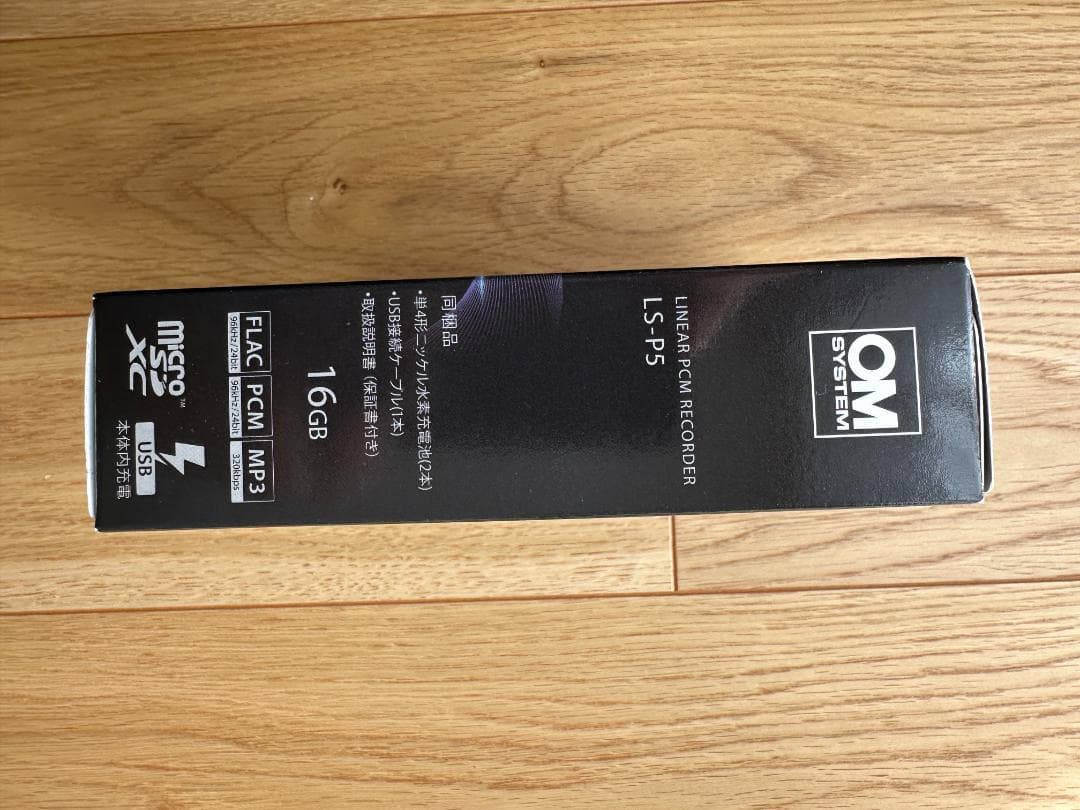 OM
SYSTEM
LINEAR PCM RECORDER
LS-P5
同梱品
・単4形ニッケル水素充電池(2本)
・USB接続ケーブル(1本)
・取扱説明書（保証書付き）
16GB
FLAC PCM MP3
96kHz/24bit 96kHz/24bit 320kbps
micro
SD
XC
TM
USB
本体内充電